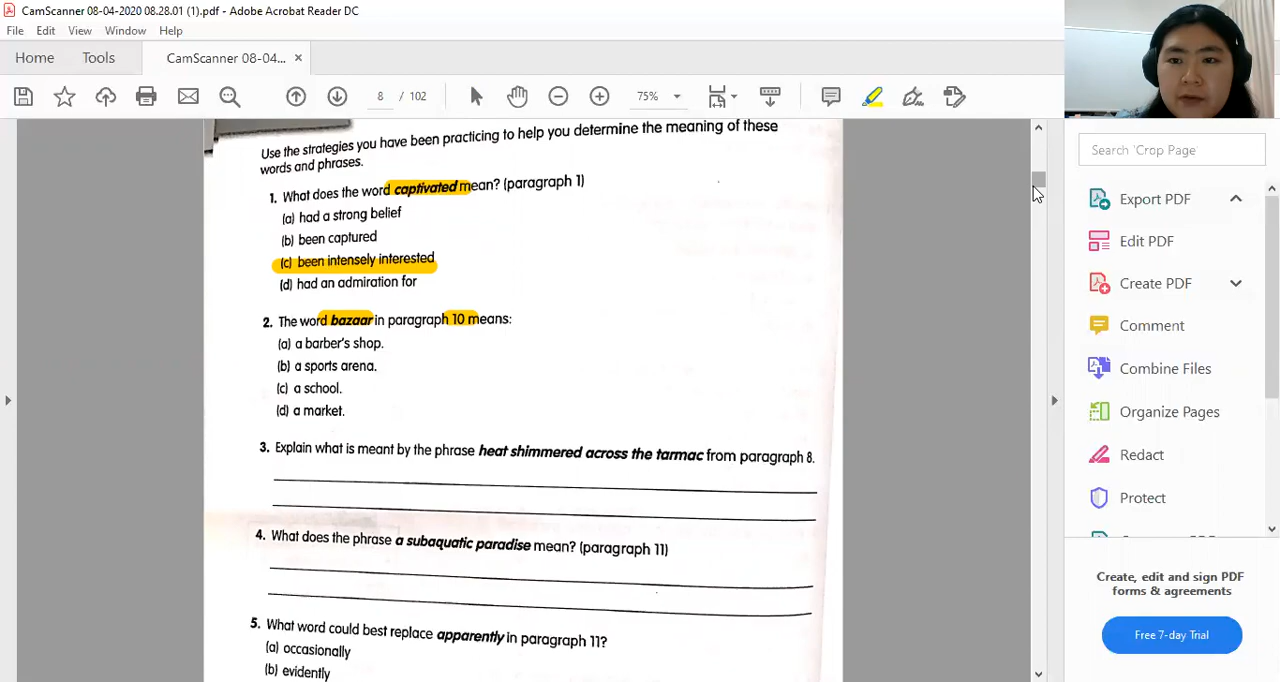 CamScanner 08-04-2020 08.28.01 (1).pdf - Adobe Acrobat Reader DC
File Edit View Window Help
Home Tools CamScanner 08-04... ×
8 / 102 75%
Use the strategies you have been practicing to help you determine the meaning of these
words and phrases.
1. What does the word captivated mean? (paragraph 1)
(a) had a strong belief
(b) been captured
(c) been intensely interested
(d) had an admiration for
2. The word bazaar in paragraph 10 means:
(a) a barber's shop.
(b) a sports arena.
(c) a school.
(d) a market.
3. Explain what is meant by the phrase heat shimmered across the tarmac from paragraph 8.
4. What does the phrase a subaquatic paradise mean? (paragraph 11)
5. What word could best replace apparently in paragraph 11?
(a) occasionally
(b) evidently
Search 'Crop Page'
Export PDF
Edit PDF
Create PDF
Comment
Combine Files
Organize Pages
Redact
Protect
Create, edit and sign PDF
forms & agreements
Free 7-day Trial